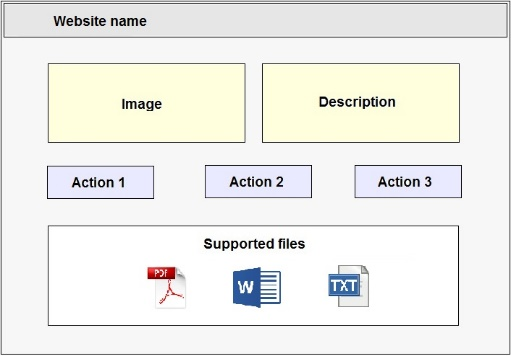 Website name
Image
Description
Action 1
Action 2
Action 3
Supported files
PDF
W
TXT